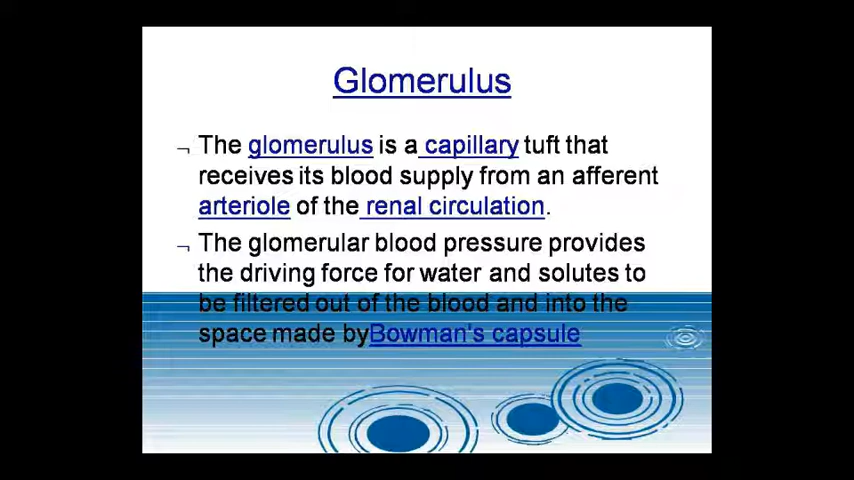 Glomerulus
¬ The glomerulus is a capillary tuft that
receives its blood supply from an afferent
arteriole of the renal circulation.
¬ The glomerular blood pressure provides
the driving force for water and solutes to
be filtered out of the blood and into the
space made byBowman's capsule